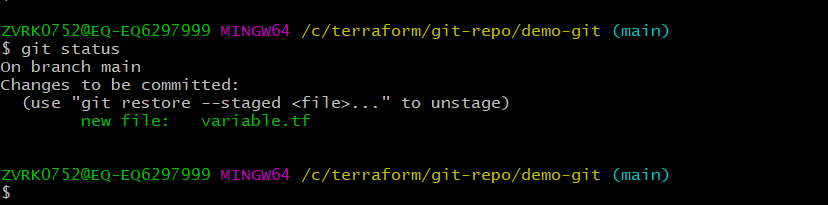 ZVRK0752@EQ-EQ6297999 MINGW64 /c/terraform/git-repo/demo-git (main)
$ git status
On branch main
Changes to be committed:
  (use "git restore --staged <file>..." to unstage)
        new file:   variable.tf
ZVRK0752@EQ-EQ6297999 MINGW64 /c/terraform/git-repo/demo-git (main)
$